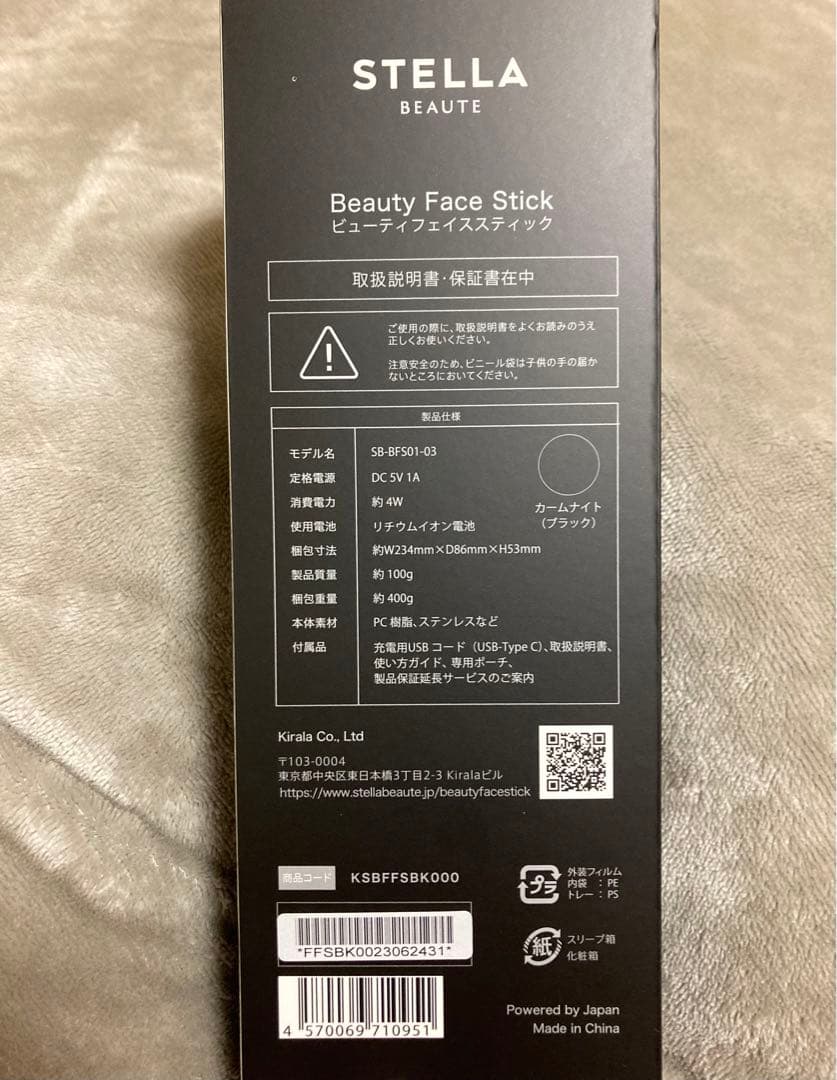 STELLA
BEAUTE
Beauty Face Stick
ビューティフェイススティック
取扱説明書・保証書在中
ご使用の際に、取扱説明書をよくお読みのうえ
正しくお使いください。
注意安全のため、ビニール袋は子供の手の届か
ないところにおいてください。
製品仕様
モデル名 SB-BFS01-03
定格電源 DC 5V 1A
消費電力 約 4W
使用電池 リチウムイオン電池
カームナイト
（ブラック）
梱包寸法 約W234mm×D86mm×H53mm
製品質量 約 100g
梱包重量 約 400g
本体素材 PC 樹脂、ステンレスなど
付属品 充電用USB コード（USB-Type C）、取扱説明書、
使い方ガイド、専用ポーチ、
製品保証延長サービスのご案内
Kirala Co., Ltd
〒103-0004
東京都中央区東日本橋3丁目2-3 Kiralaビル
https://www.stellabeaute.jp/beautyfacestick
商品コード KSBFFSBK000
プラ
外装フィルム
内袋 ：PE
トレー：PS
*FFSBK0023062431*
紙
スリーブ箱
化粧箱
4 570069 710951
Powered by Japan
Made in China